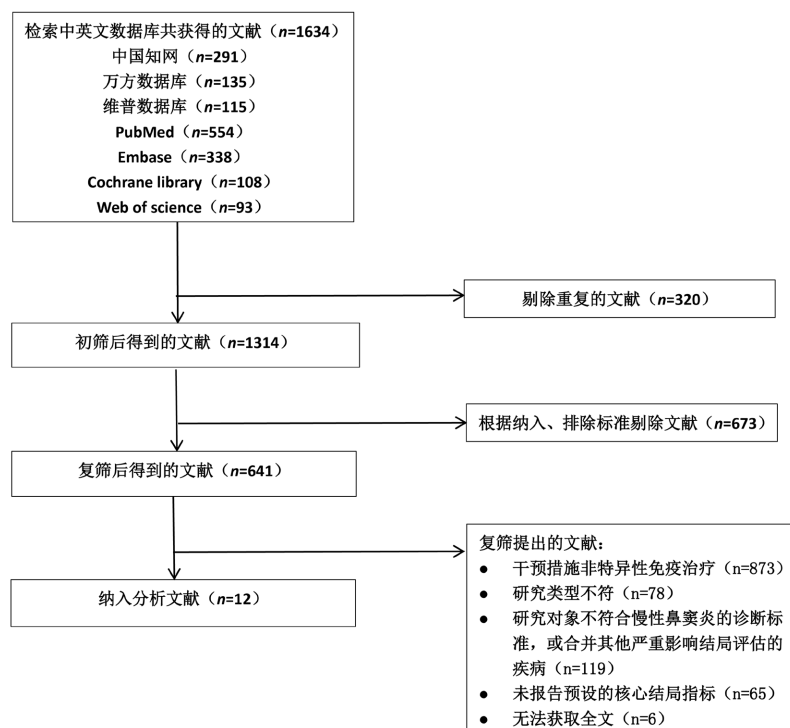 检索中英文数据库共获得的文献（n=1634）
中国知网（n=291）
万方数据库（n=135）
维普数据库（n=115）
PubMed（n=554）
Embase（n=338）
Cochrane library（n=108）
Web of science（n=93）
剔除重复的文献（n=320）
初筛后得到的文献（n=1314）
根据纳入、排除标准剔除文献（n=673）
复筛后得到的文献（n=641）
复筛提出的文献：
● 干预措施非特异性免疫治疗（n=873）
● 研究类型不符（n=78）
● 研究对象不符合慢性鼻窦炎的诊断标
准，或合并其他严重影响结局评估的
疾病（n=119）
● 未报告预设的核心结局指标（n=65）
● 无法获取全文（n=6）
纳入分析文献（n=12）